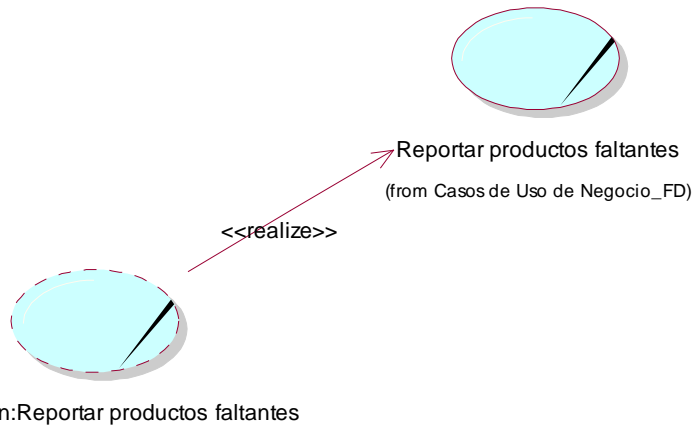 Reportar productos faltantes
(from Casos de Uso de Negocio_FD)
<<realize>>
n:Reportar productos faltantes